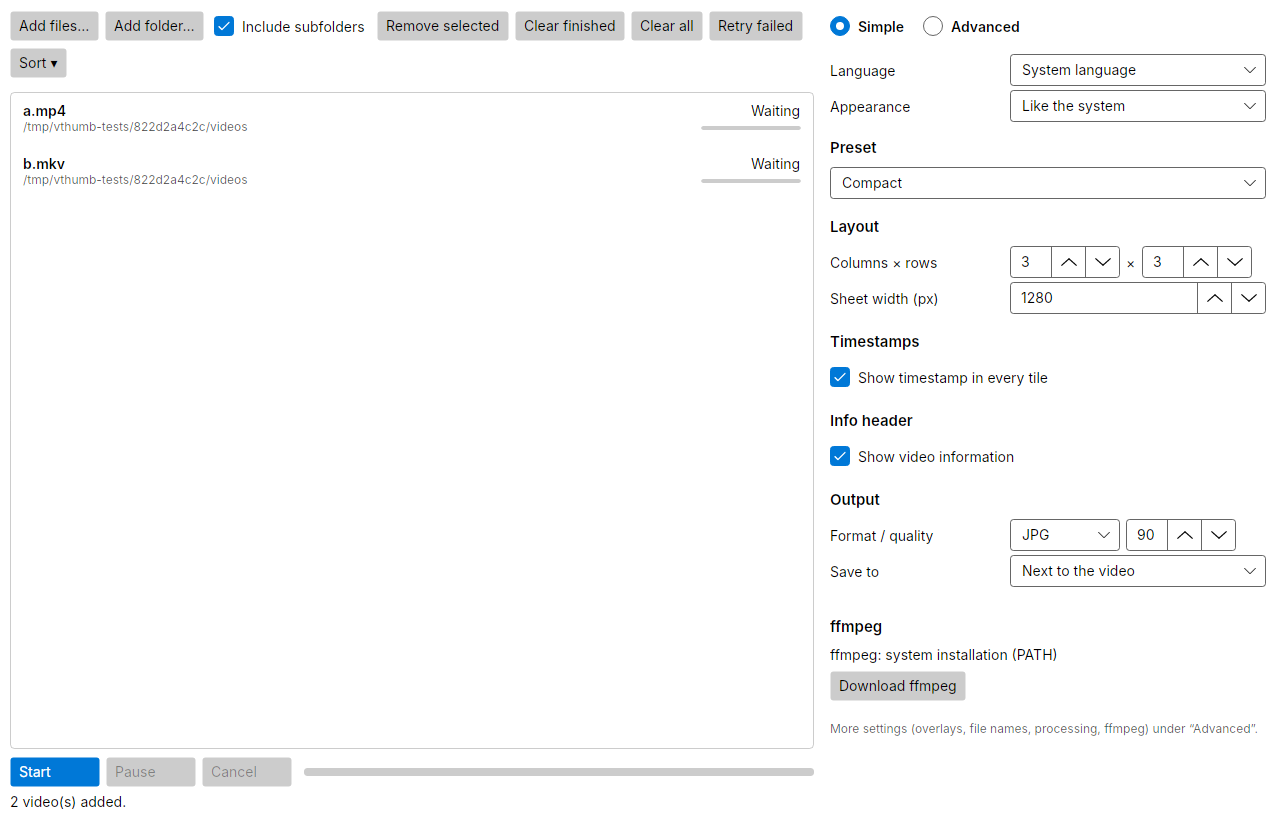 Add files... Add folder... Include subfolders Remove selected Clear finished Clear all Retry failed
Sort ▾
a.mp4 Waiting
/tmp/vthumb-tests/822d2a4c2c/videos
b.mkv Waiting
/tmp/vthumb-tests/822d2a4c2c/videos
Start Pause Cancel
2 video(s) added.
Simple Advanced
Language System language
Appearance Like the system
Preset
Compact
Layout
Columns × rows 3 × 3
Sheet width (px) 1280
Timestamps
Show timestamp in every tile
Info header
Show video information
Output
Format / quality JPG 90
Save to Next to the video
ffmpeg
ffmpeg: system installation (PATH)
Download ffmpeg
More settings (overlays, file names, processing, ffmpeg) under “Advanced”.